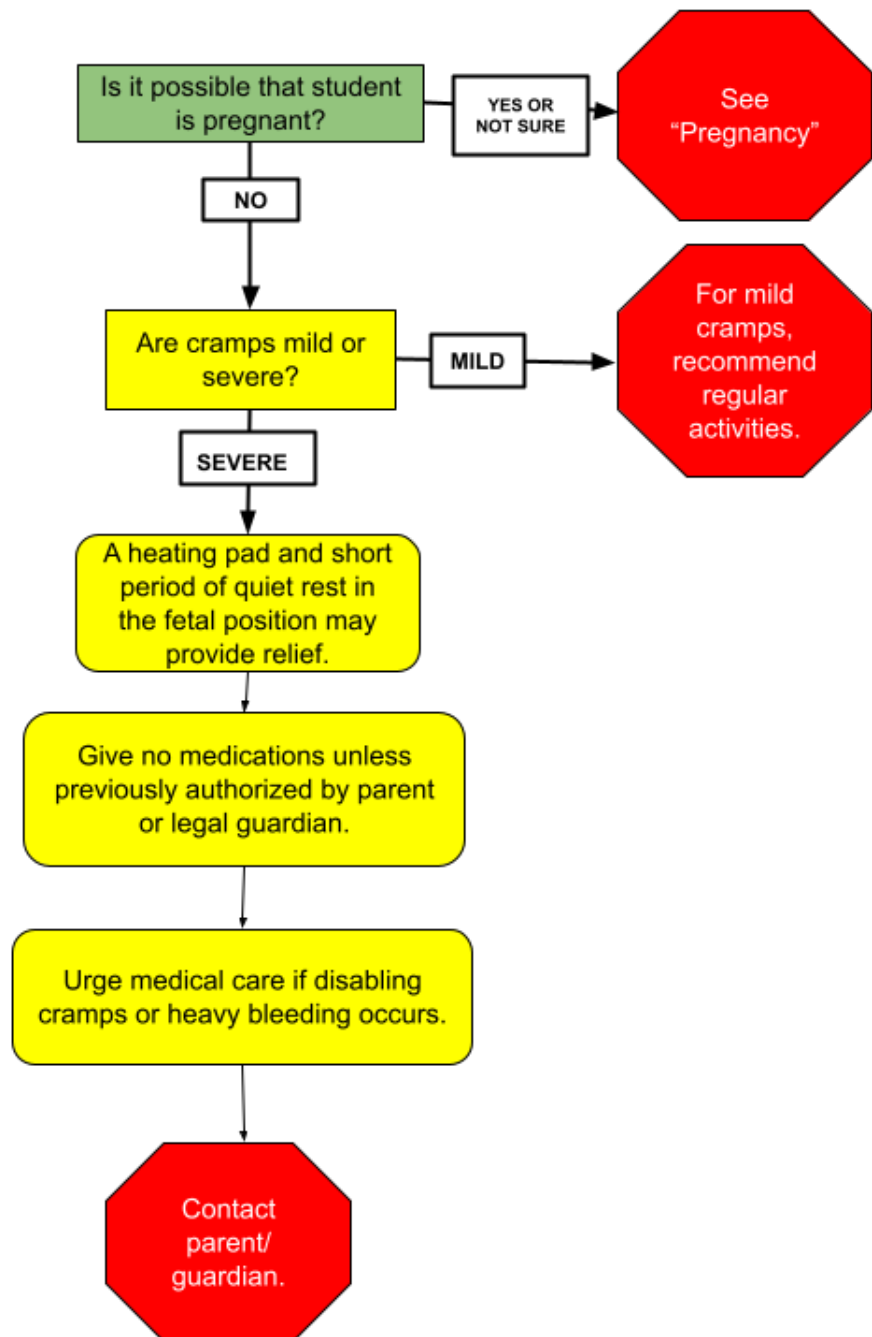 Is it possible that student
is pregnant?
YES OR
NOT SURE
See
“Pregnancy”
NO
Are cramps mild or
severe?
MILD
For mild
cramps,
recommend
regular
activities.
SEVERE
A heating pad and short
period of quiet rest in
the fetal position may
provide relief.
Give no medications unless
previously authorized by parent
or legal guardian.
Urge medical care if disabling
cramps or heavy bleeding occurs.
Contact
parent/
guardian.